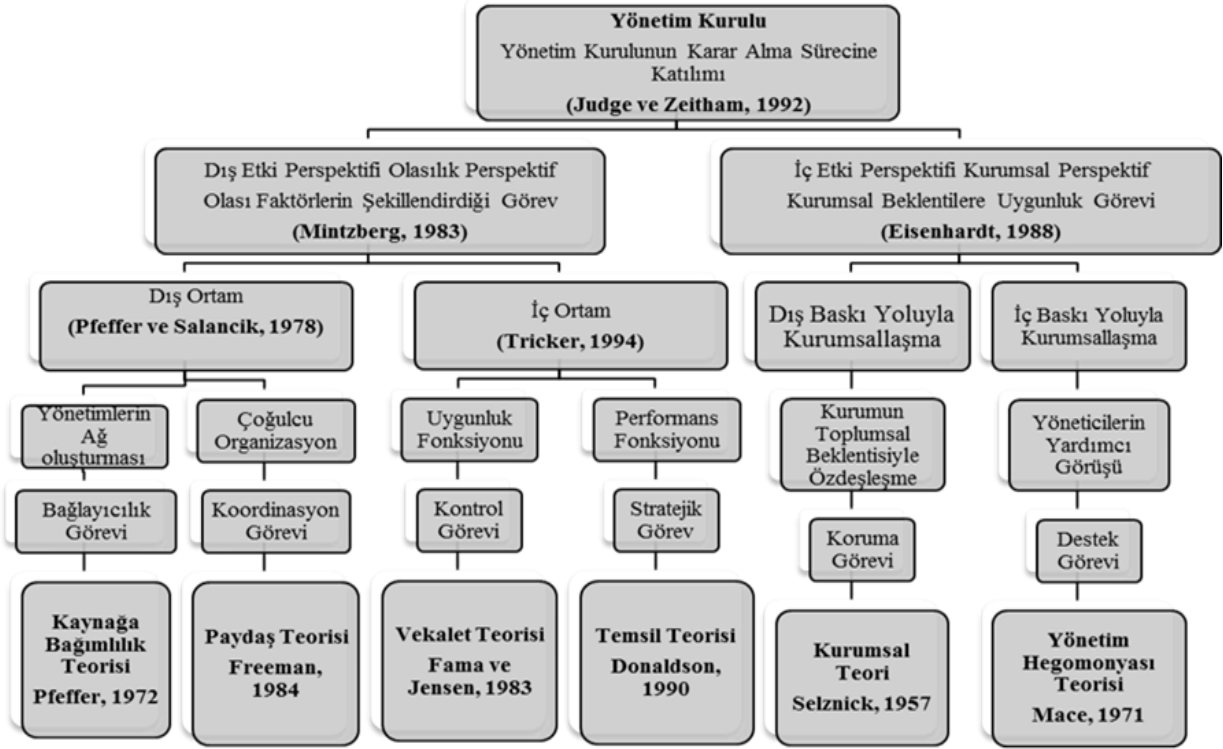 Yönetim Kurulu
Yönetim Kurulunun Karar Alma Sürecine
Katılımı
(Judge ve Zeitham, 1992)
Dış Etki Perspektifi Olasılık Perspektif
Olası Faktörlerin Şekillendirdiği Görev
(Mintzberg, 1983)
İç Etki Perspektifi Kurumsal Perspektif
Kurumsal Beklentilere Uygunluk Görevi
(Eisenhardt, 1988)
Dış Ortam
(Pfeffer ve Salancik, 1978)
İç Ortam
(Tricker, 1994)
Dış Baskı Yoluyla
Kurumsallaşma
İç Baskı Yoluyla
Kurumsallaşma
Yönetimlerin
Ağ
oluşturması
Çoğulcu
Organizasyon
Uygunluk
Fonksiyonu
Performans
Fonksiyonu
Kurumun
Toplumsal
Beklentisiyle
Özdeşleşme
Yöneticilerin
Yardımcı
Görüşü
Bağlayıcılık
Görevi
Koordinasyon
Görevi
Kontrol
Görevi
Stratejik
Görev
Koruma
Görevi
Destek
Görevi
Kaynağa
Bağımlılık
Teorisi
Pfeffer, 1972
Paydaş Teorisi
Freeman,
1984
Vekalet Teorisi
Fama ve
Jensen, 1983
Temsil Teorisi
Donaldson,
1990
Kurumsal
Teori
Selznick, 1957
Yönetim
Hegomonyası
Teorisi
Mace, 1971